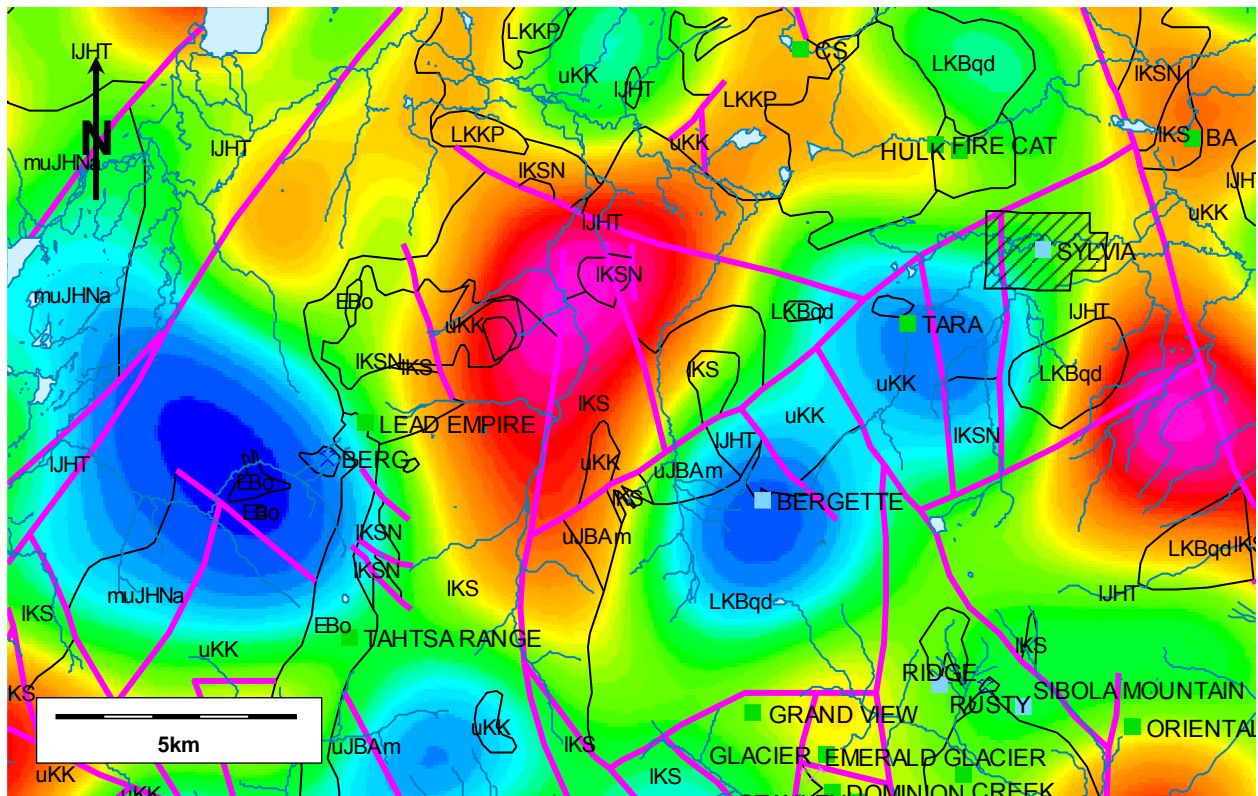 LKKP
CS
lJHT
uKK
LKBqd
lKSN
lJHT
LKKP
N
LKKP
uKK
lKS
BA
lJHT
muJHNa
HULK
FIRE CAT
lKSN
lJHT
uKK
lJHT
SYLVIA
lKSN
muJHNa
EBo
LKBqd
lJHT
uKK
TARA
lKSN
lKS
lKS
LKBqd
uKK
lKS
uKK
LEAD EMPIRE
lJHT
lKSN
BERG
lJHT
uKK
uJBAm
EBo
lKS
BERGETTE
EBo
lKSN
uJBAm
LKBqd
lKS
lKSN
muJHNa
lKS
LKBqd
lJHT
lKS
EBo
TAHTSA RANGE
uKK
lKS
RIDGE
KS
RUSTY
SIBOLA MOUNTAIN
GRAND VIEW
ORIENTAL
uKK
5km
uJBAm
lKS
GLACIER
EMERALD GLACIER
uKK
lKS
uKK
DOMINION CREEK